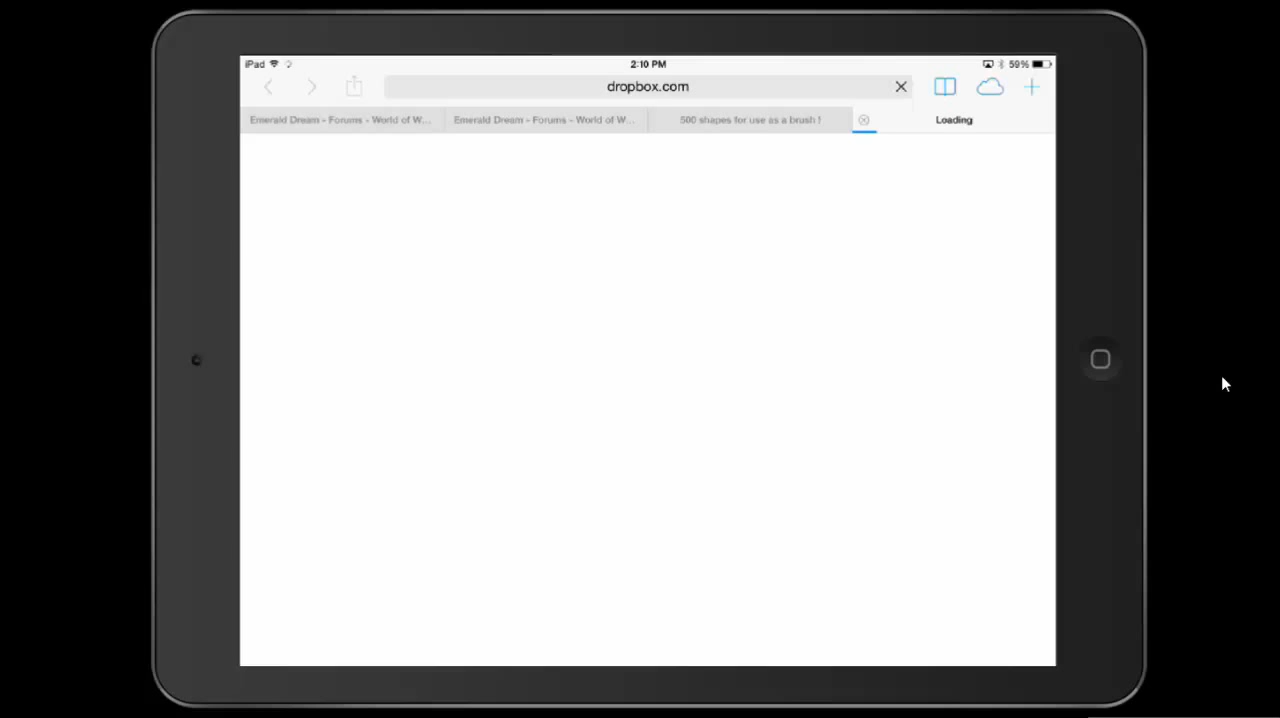 iPad
2:10 PM
59%
dropbox.com
Emerald Dream - Forums - World of W...
Emerald Dream - Forums - World of W...
500 shapes for use as a brush !
Loading